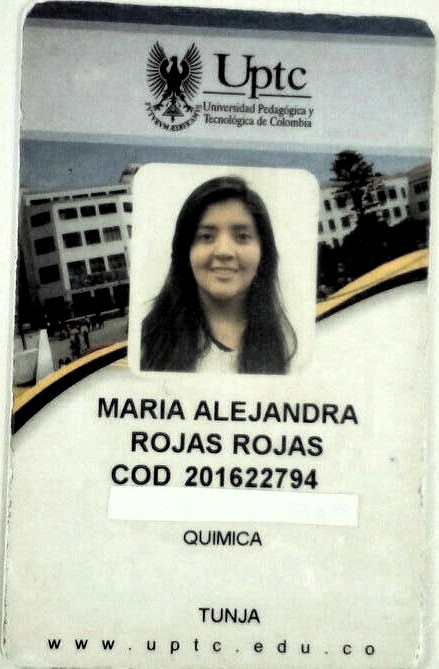 Uptc
Universidad Pedagógica y
Tecnológica de Colombia
MARIA ALEJANDRA
ROJAS ROJAS
COD 201622794
QUIMICA
TUNJA
www.uptc.edu.co